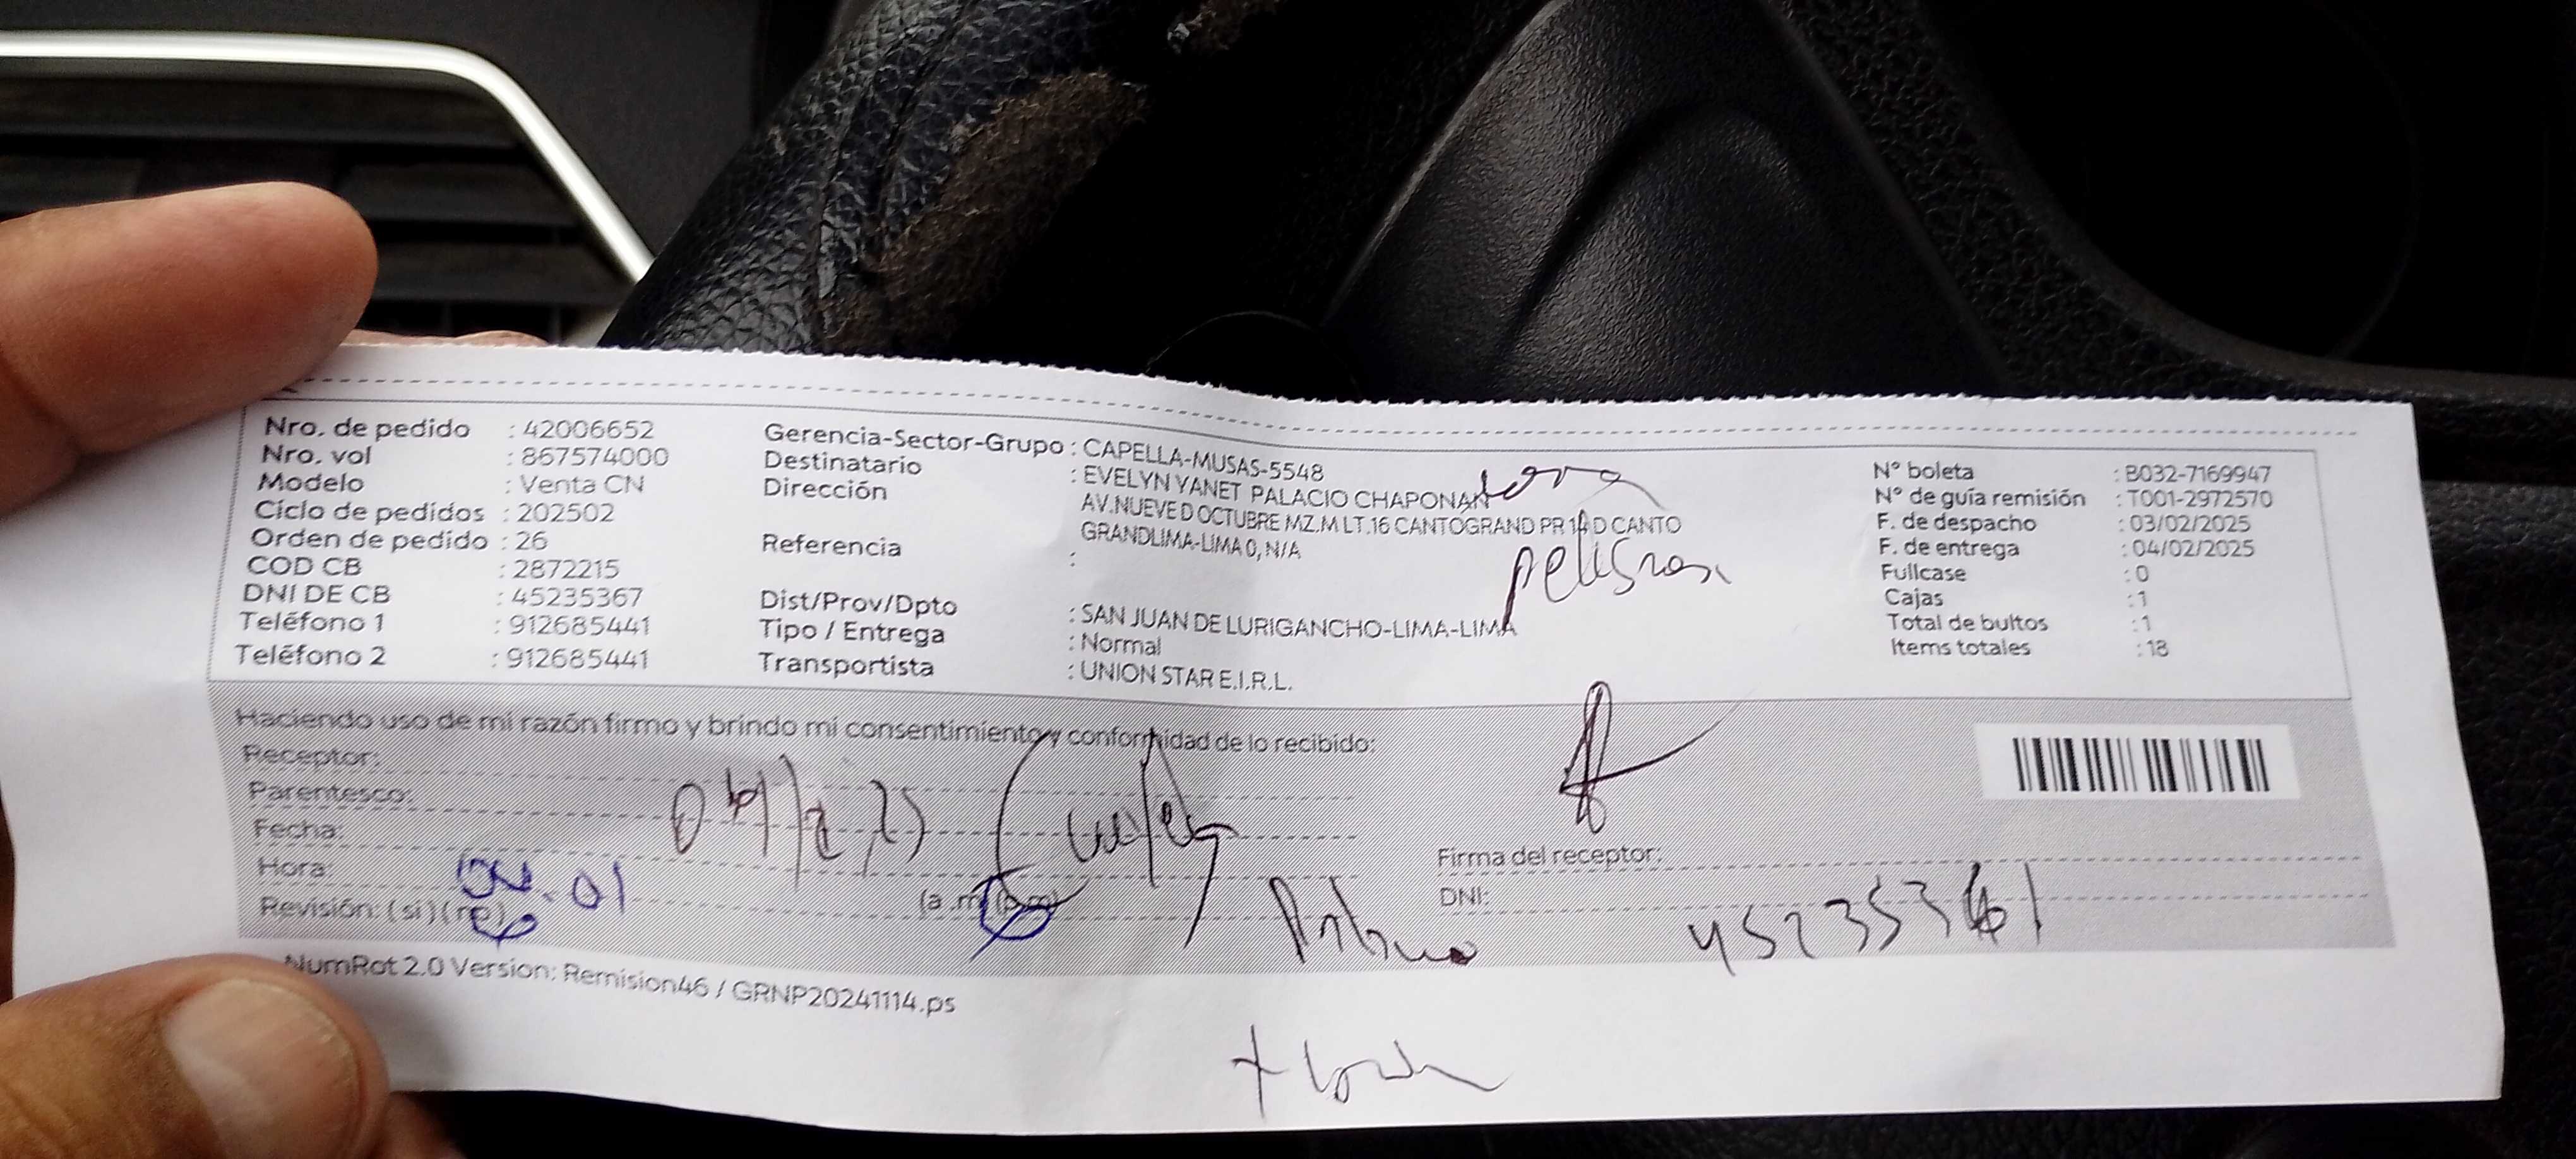 Nro. de pedido : 42006652
Nro. vol : 867574000
Modelo : Venta CN
Ciclo de pedidos : 202502
Orden de pedido : 26
COD CB : 2872215
DNI DE CB : 45235367
Teléfono 1 : 912685441
Teléfono 2 : 912685441
Gerencia-Sector-Grupo : CAPELLA-MUSAS-5548
Destinatario : EVELYN YANET PALACIO CHAPONAN
Dirección AV.NUEVE D OCTUBRE MZ.M LT.16 CANTOGRAND PR 14 D CANTO
GRANDLIMA-LIMA 0, N/A
Referencia :
Dist/Prov/Dpto : SAN JUAN DE LURIGANCHO-LIMA-LIMA
Tipo / Entrega : Normal
Transportista : UNION STAR E.I.R.L.
N° boleta : B032-7169947
N° de guía remisión : T001-2972570
F. de despacho : 03/02/2025
F. de entrega : 04/02/2025
Fullcase : 0
Cajas : 1
Total de bultos : 1
Items totales : 18
Haciendo uso de mi razón firmo y brindo mi consentimiento y conformidad de lo recibido:
Receptor:
Parentesco:
Fecha:
Hora: 04.01 (a .m) (p.m)
Revisión: (si) (no)
Firma del receptor:
DNI:
NumRot 2.0 Version: Remision46 / GRNP20241114.ps